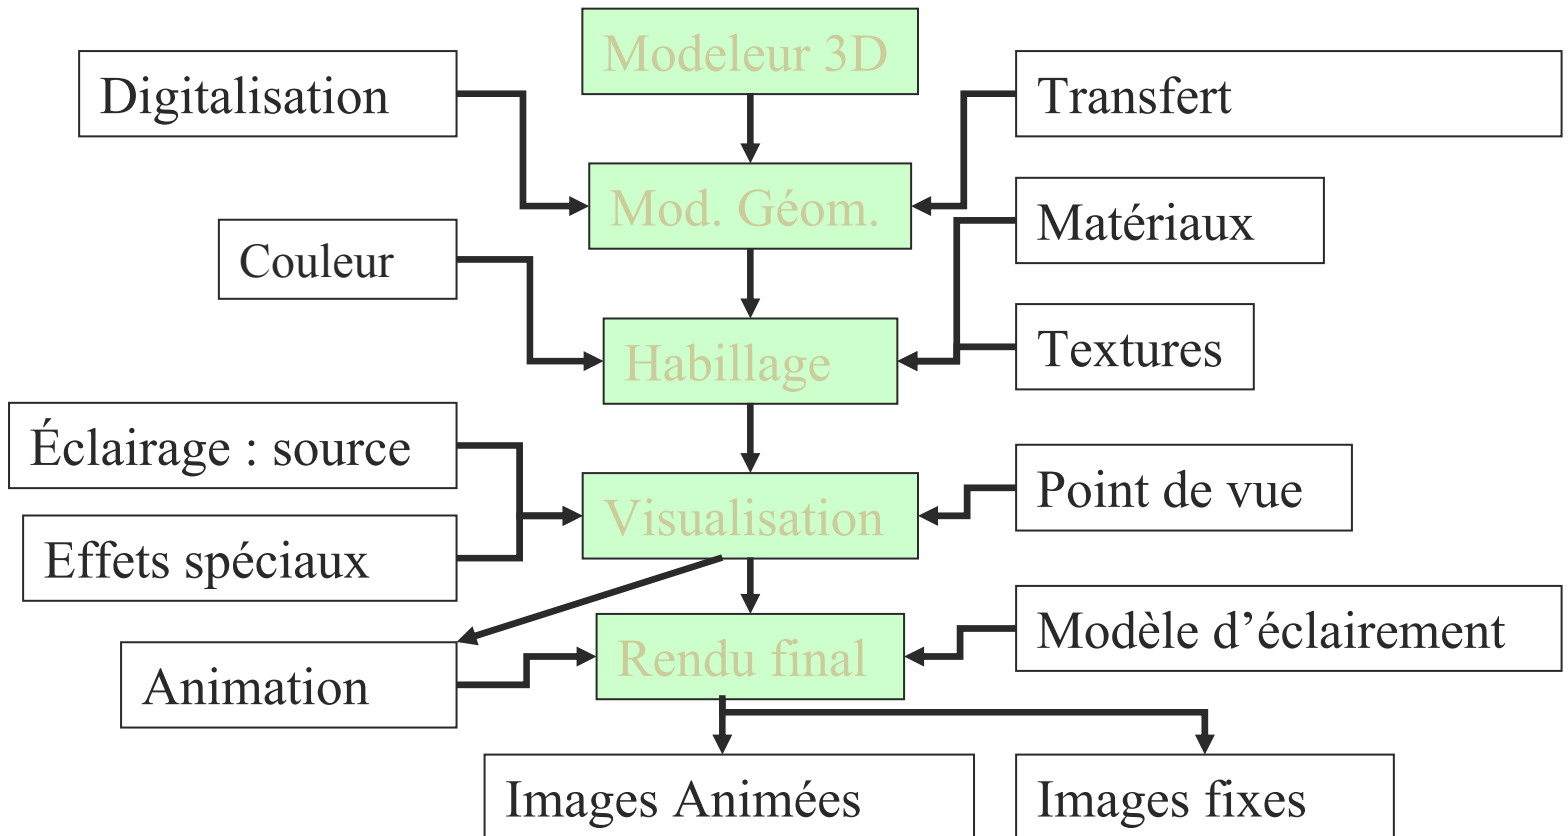 Modeleur 3D
Digitalisation
Transfert
Mod. Géom.
Matériaux
Couleur
Textures
Habillage
Éclairage : source
Point de vue
Visualisation
Effets spéciaux
Modèle d’éclairement
Rendu final
Animation
Images Animées
Images fixes